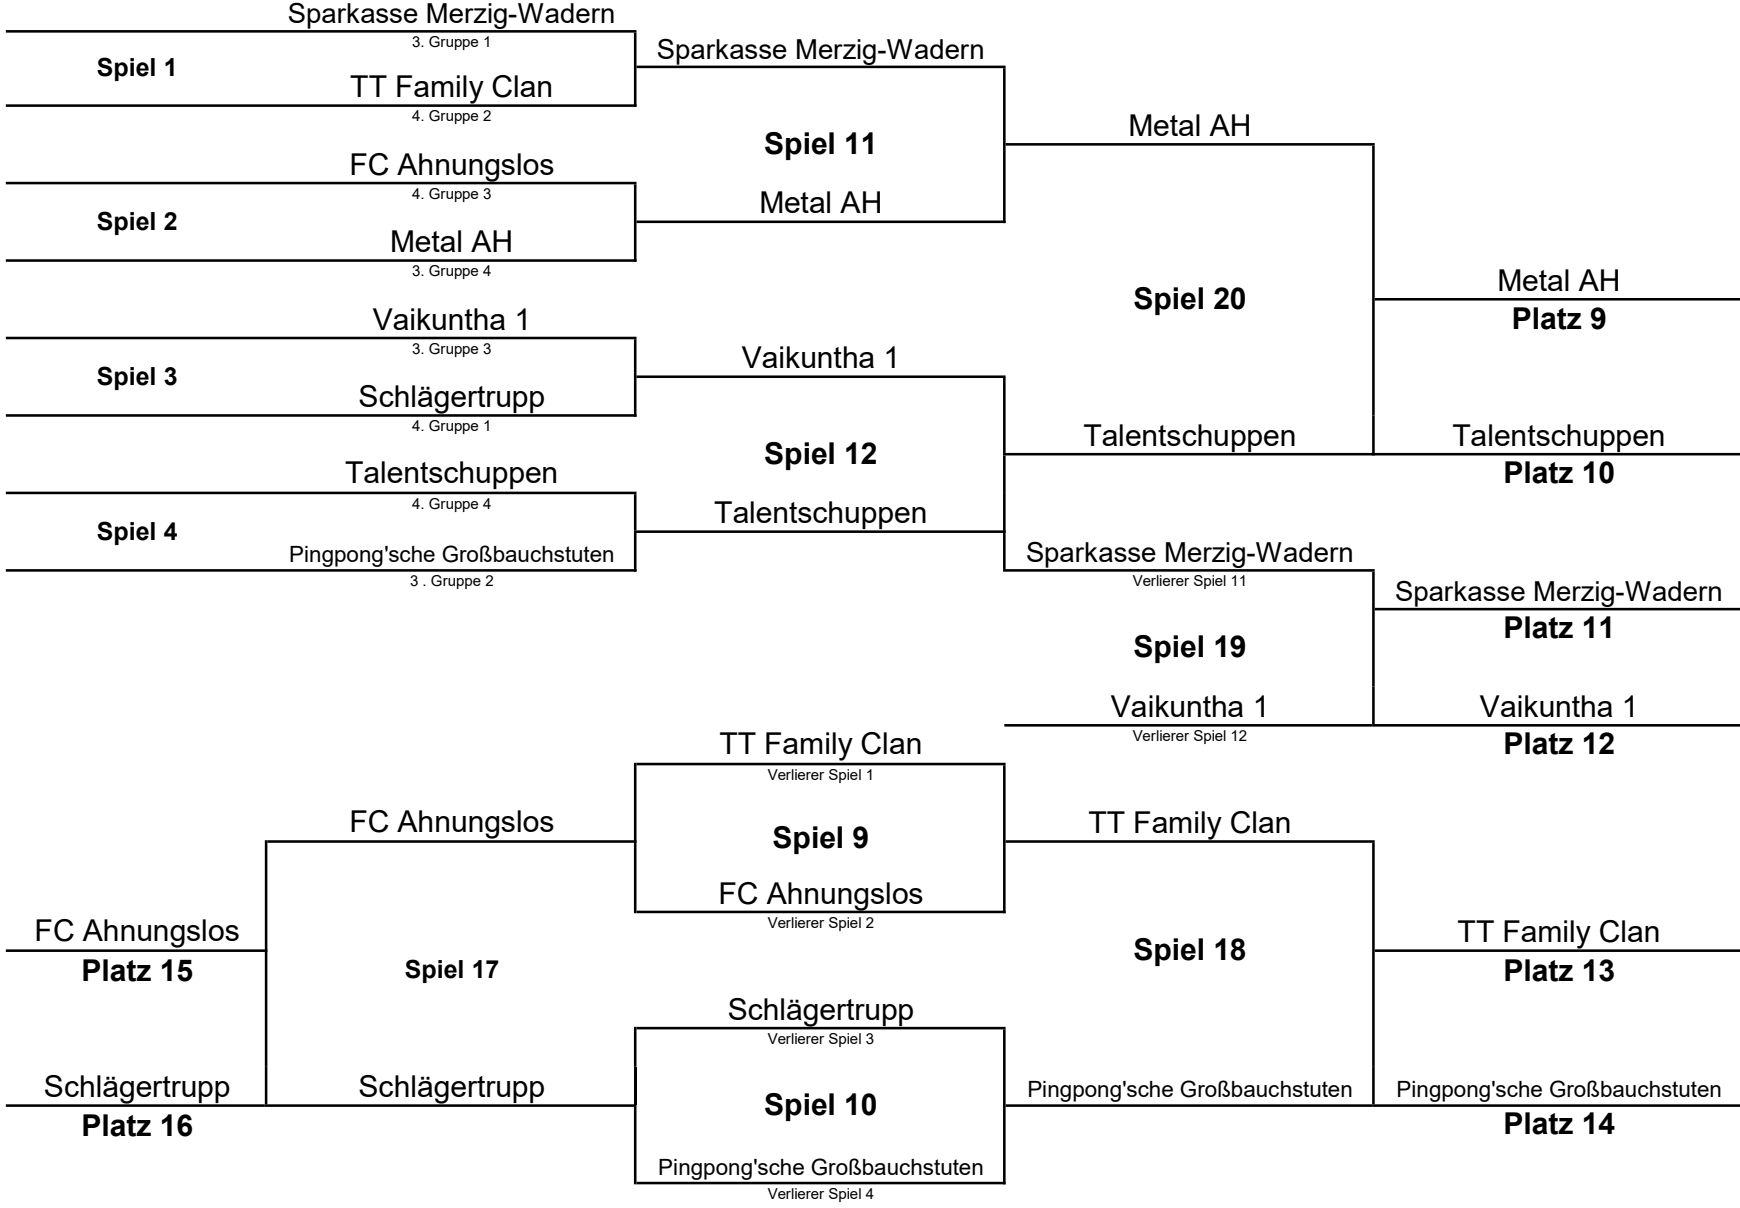 Sparkasse Merzig-Wadern
3. Gruppe 1
Spiel 1
TT Family Clan
4. Gruppe 2
FC Ahnungslos
4. Gruppe 3
Spiel 2
Metal AH
3. Gruppe 4
Vaikuntha 1
3. Gruppe 3
Spiel 3
Schlägertrupp
4. Gruppe 1
Talentschuppen
4. Gruppe 4
Spiel 4
Pingpong'sche Großbauchstuten
3 . Gruppe 2
Sparkasse Merzig-Wadern
Spiel 11
Metal AH
Vaikuntha 1
Spiel 12
Talentschuppen
Metal AH
Spiel 20
Talentschuppen
Metal AH
Platz 9
Talentschuppen
Platz 10
Sparkasse Merzig-Wadern
Verlierer Spiel 11
Spiel 19
Vaikuntha 1
Verlierer Spiel 12
Sparkasse Merzig-Wadern
Platz 11
Vaikuntha 1
Platz 12
TT Family Clan
Verlierer Spiel 1
Spiel 9
FC Ahnungslos
Verlierer Spiel 2
Schlägertrupp
Verlierer Spiel 3
Spiel 10
Pingpong'sche Großbauchstuten
Verlierer Spiel 4
FC Ahnungslos
Spiel 17
Schlägertrupp
FC Ahnungslos
Platz 15
Schlägertrupp
Platz 16
TT Family Clan
Spiel 18
Pingpong'sche Großbauchstuten
TT Family Clan
Platz 13
Pingpong'sche Großbauchstuten
Platz 14